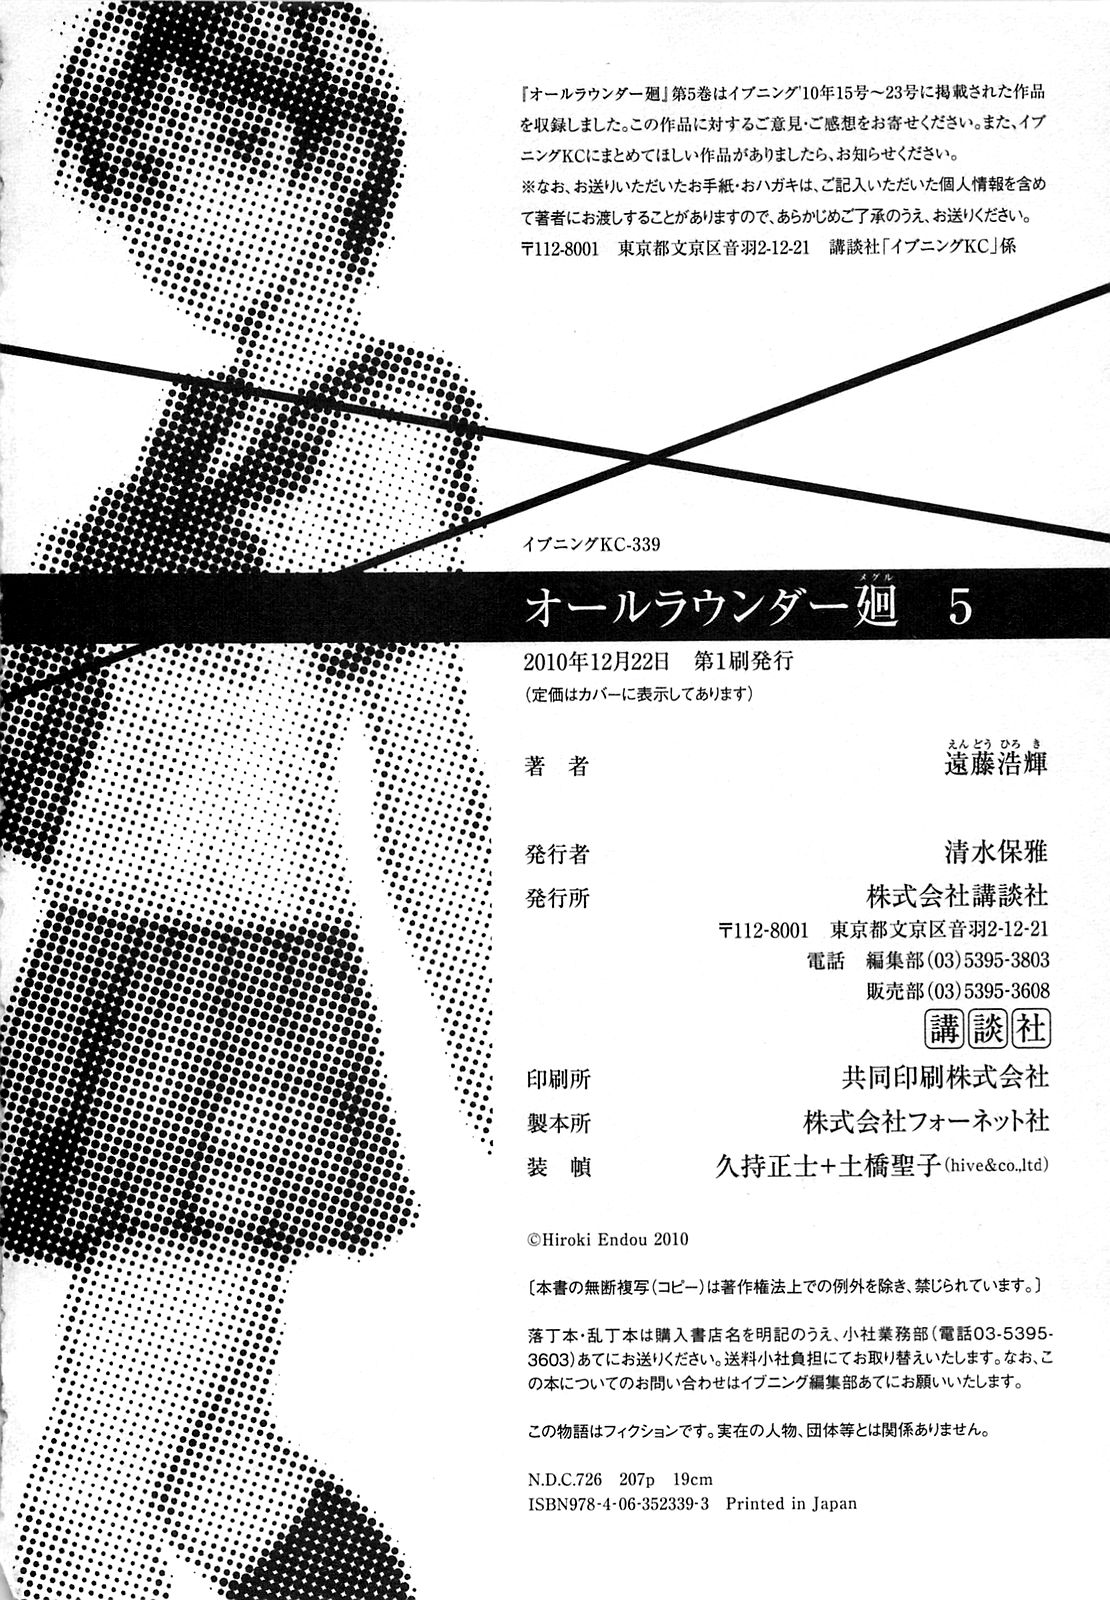 『オールラウンダー廻』第5巻はイブニング'10年15号〜23号に掲載された作品
を収録しました。この作品に対するご意見・ご感想をお寄せください。また、イブ
ニングKCにまとめてほしい作品がありましたら、お知らせください。
※なお、お送りいただいたお手紙・おハガキは、ご記入いただいた個人情報を含め
て著者にお渡しすることがありますので、あらかじめご了承のうえ、お送りください。
〒112-8001　東京都文京区音羽2-12-21　講談社「イブニングKC」係
イブニングKC-339
メグル
オールラウンダー廻　5
2010年12月22日　第1刷発行
（定価はカバーに表示してあります）
えんどう ひろ き
著　者　遠藤浩輝
発行者　清水保雅
発行所　株式会社講談社
〒112-8001　東京都文京区音羽2-12-21
電話　編集部(03)5395-3803
販売部(03)5395-3608
講談社
印刷所　共同印刷株式会社
製本所　株式会社フォーネット社
装　幀　久持正士+土橋聖子(hive&co.,ltd)
©Hiroki Endou 2010
〔本書の無断複写（コピー）は著作権法上での例外を除き、禁じられています。〕
落丁本・乱丁本は購入書店名を明記のうえ、小社業務部（電話03-5395-
3603）あてにお送りください。送料小社負担にてお取り替えいたします。なお、こ
の本についてのお問い合わせはイブニング編集部あてにお願いいたします。
この物語はフィクションです。実在の人物、団体等とは関係ありません。
N.D.C.726　207p　19cm
ISBN978-4-06-352339-3　Printed in Japan